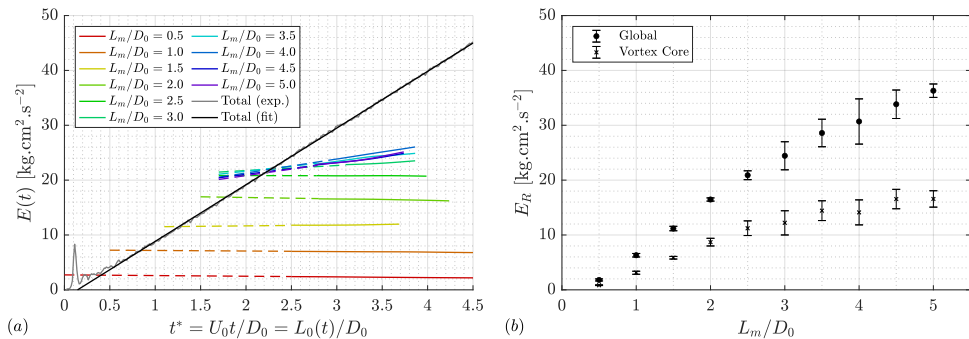 50
40
30
20
10
0
E(t) [kg.cm².s⁻²]
L_m/D_0 = 0.5
L_m/D_0 = 1.0
L_m/D_0 = 1.5
L_m/D_0 = 2.0
L_m/D_0 = 2.5
L_m/D_0 = 3.0
L_m/D_0 = 3.5
L_m/D_0 = 4.0
L_m/D_0 = 4.5
L_m/D_0 = 5.0
Total (exp.)
Total (fit)
0 0.5 1 1.5 2 2.5 3 3.5 4 4.5
(a) t* = U_0t/D_0 = L_0(t)/D_0
50
40
30
20
10
0
E_R [kg.cm².s⁻²]
Global
Vortex Core
0 1 2 3 4 5
(b) L_m/D_0